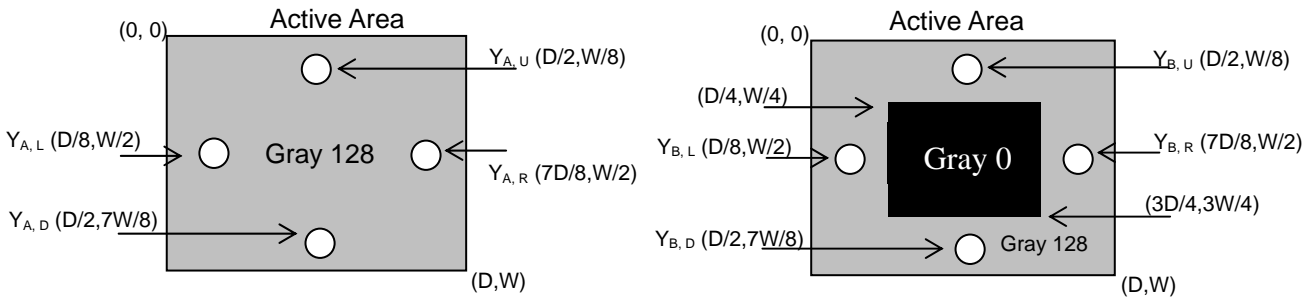 Active Area
(0, 0)
Y_A, U (D/2,W/8)
Y_A, L (D/8,W/2)
Gray 128
Y_A, R (7D/8,W/2)
Y_A, D (D/2,7W/8)
(D,W)
Active Area
(0, 0)
Y_B, U (D/2,W/8)
(D/4,W/4)
Y_B, L (D/8,W/2)
Gray 0
Y_B, R (7D/8,W/2)
(3D/4,3W/4)
Y_B, D (D/2,7W/8)
Gray 128
(D,W)